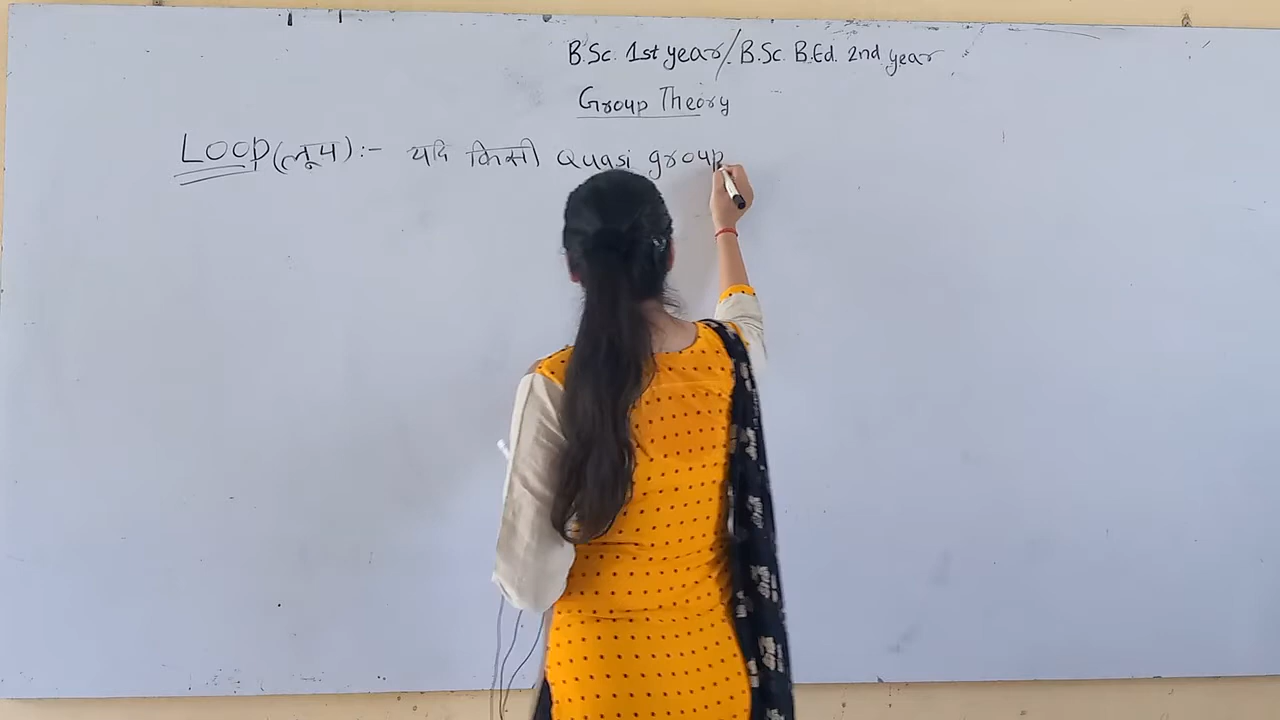 B.Sc. 1st year/B.Sc. B.Ed. 2nd year
Group Theory
LOOP(लूप):- यदि किसी Quasi group